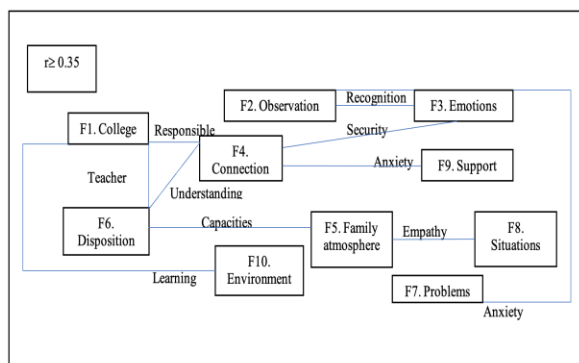 r≥ 0.35
F2. Observation
Recognition
F3. Emotions
F1. College
Responsible
Security
F4.
Connection
Anxiety
F9. Support
Teacher
Understanding
F6.
Disposition
Capacities
F5. Family
atmosphere
Empathy
F8.
Situations
F10.
Environment
Learning
F7. Problems
Anxiety